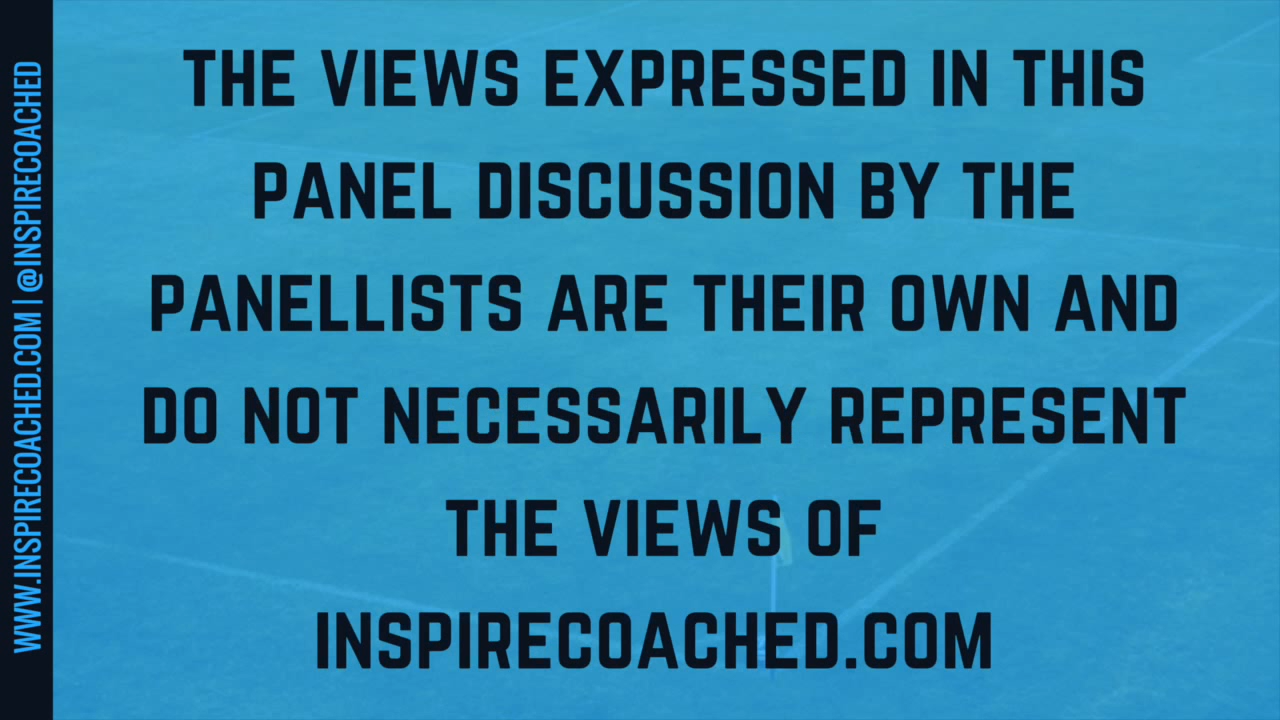 THE VIEWS EXPRESSED IN THIS
PANEL DISCUSSION BY THE
PANELLISTS ARE THEIR OWN AND
DO NOT NECESSARILY REPRESENT
THE VIEWS OF
INSPIRECOACHED.COM
WWW.INSPIRECOACHED.COM | @INSPIRECOACHED